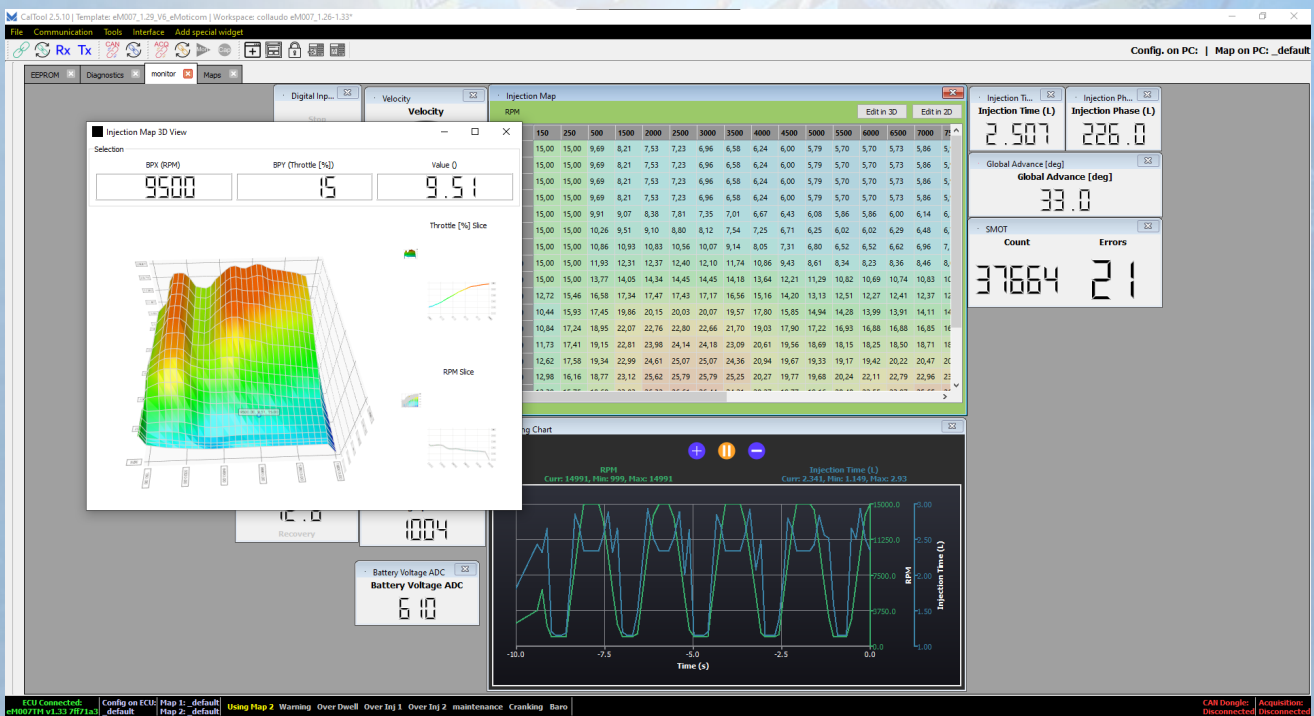 CalTool 2.5.10 | Template: eM007_1.29_V6_eMoticom | Workspace: collaudo eM007_1.26-1.33*
File Communication Tools Interface Add special widget
Rx Tx CAN ACQ Config. on PC: | Map on PC: _default
EEPROM Diagnostics monitor Maps
Digital Inp...
Velocity
Velocity
Injection Map 3D View
Selection
BPX (RPM) BPY (Throttle [%]) Value ()
9500 15 9.51
Throttle [%] Slice
RPM Slice
Injection Map
RPM Edit in 3D Edit in 2D
150 250 500 1500 2000 2500 3000 3500 4000 4500 5000 5500 6000 6500 7000
15,00 15,00 9,69 8,21 7,53 7,23 6,96 6,58 6,24 6,00 5,79 5,70 5,70 5,73 5,86
15,00 15,00 9,69 8,21 7,53 7,23 6,96 6,58 6,24 6,00 5,79 5,70 5,70 5,73 5,86
15,00 15,00 9,69 8,21 7,53 7,23 6,96 6,58 6,24 6,00 5,79 5,70 5,70 5,73 5,86
15,00 15,00 9,69 8,21 7,53 7,23 6,96 6,58 6,24 6,00 5,79 5,70 5,70 5,73 5,86
15,00 15,00 9,91 9,07 8,38 7,81 7,35 7,01 6,67 6,43 6,08 5,86 5,86 6,00 6,14
15,00 15,00 10,26 9,51 9,10 8,80 8,12 7,54 7,25 6,71 6,25 6,02 6,02 6,29 6,48
15,00 15,00 10,86 10,93 10,83 10,56 10,07 9,14 8,05 7,31 6,80 6,52 6,52 6,62 6,96
15,00 15,00 11,93 12,31 12,37 12,40 12,10 11,74 10,86 9,43 8,61 8,34 8,23 8,36 8,46
15,00 15,00 13,77 14,05 14,34 14,45 14,45 14,18 13,64 12,21 11,29 10,82 10,69 10,74 10,83
12,72 15,46 16,58 17,34 17,47 17,43 17,17 16,56 15,16 14,20 13,13 12,51 12,27 12,41 12,37
10,44 15,93 17,45 19,86 20,15 20,03 20,07 19,57 17,80 15,85 14,94 14,28 13,99 13,91 14,11
10,84 17,24 18,95 22,07 22,76 22,80 22,66 21,70 19,03 17,90 17,22 16,93 16,88 16,88 16,85
11,73 17,41 19,15 22,81 23,98 24,14 24,18 23,09 20,61 19,56 18,69 18,15 18,25 18,50 18,71
12,62 17,58 19,34 22,99 24,61 25,07 25,07 24,36 20,94 19,67 19,33 19,17 19,42 20,22 20,47
12,98 16,16 18,77 23,12 25,62 25,79 25,79 25,25 20,27 19,77 19,68 20,24 22,11 22,79 22,96
Injection Ti... Injection Ph...
Injection Time (L) Injection Phase (L)
2.507 226.0
Global Advance [deg]
Global Advance [deg]
33.0
SMOT
Count Errors
37664 21
Recovery
1004
Battery Voltage ADC
Battery Voltage ADC
610
Chart
RPM
Curr: 14991, Min: 999, Max: 14991
Injection Time (L)
Curr: 2.341, Min: 1.149, Max: 2.93
15000.0 3.00
11250.0 2.50
7500.0 2.00
3750.0 1.50
0.0 1.00
RPM
Injection Time (L)
-10.0 -7.5 -5.0 -2.5 0.0
Time (s)
ECU Connected: Config on ECU: Map 1: _default Using Map 2 Warning Over Dwell Over Inj 1 Over Inj 2 maintenance Cranking Baro CAN Dongle: Acquisition:
eM007TM v1.33 7ff71a3 _default Map 2: _default Disconnected Disconnected